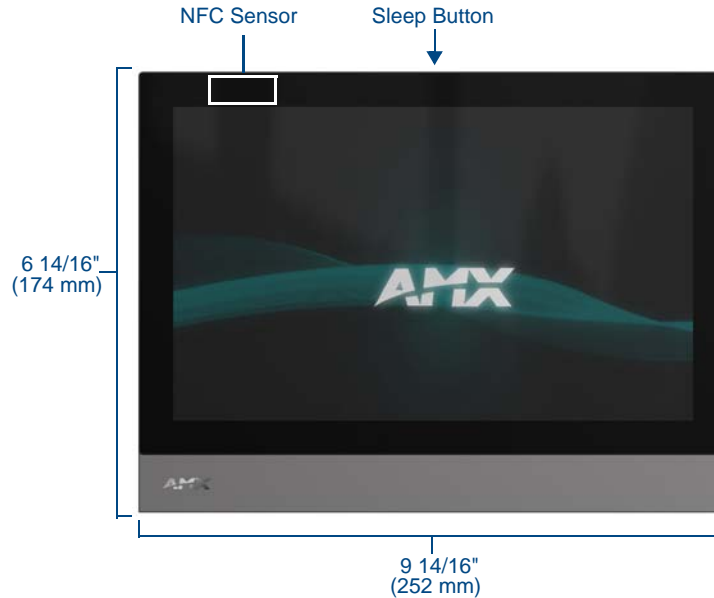 NFC Sensor
Sleep Button
6 14/16"
(174 mm)
AMX
AMX
9 14/16"
(252 mm)